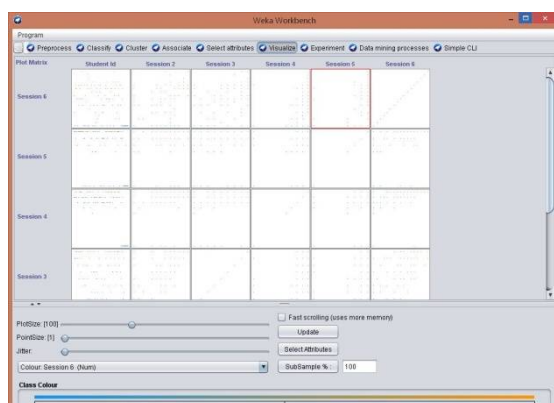 Weka Workbench
Program
Preprocess Classify Cluster Associate Select attributes Visualize Experiment Data mining processes Simple CLI
Plot Matrix Student Id Session 2 Session 3 Session 4 Session 5 Session 6
Session 6
Session 5
Session 4
Session 3
PlotSize: [100]
PointSize: [1]
Jitter:
Fast scrolling (uses more memory)
Update
Select Attributes
Colour: Session 6 (Num) SubSample % : 100
Class Colour